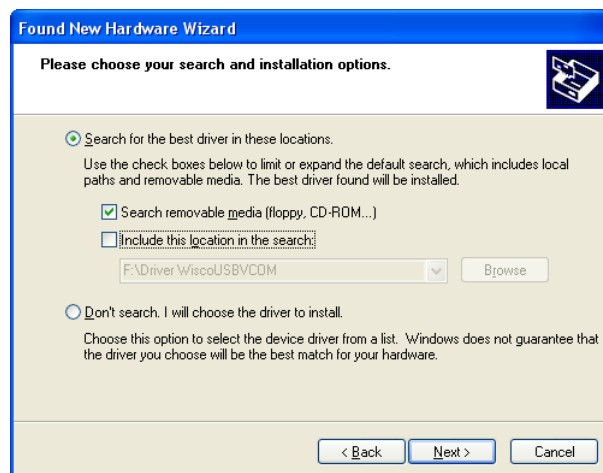 Found New Hardware Wizard
Please choose your search and installation options.
Search for the best driver in these locations.
Use the check boxes below to limit or expand the default search, which includes local
paths and removable media. The best driver found will be installed.
Search removable media (floppy, CD-ROM...)
Include this location in the search:
F:\Driver WiscoUSBVCOM
Browse
Don't search. I will choose the driver to install.
Choose this option to select the device driver from a list. Windows does not guarantee that
the driver you choose will be the best match for your hardware.
< Back
Next >
Cancel